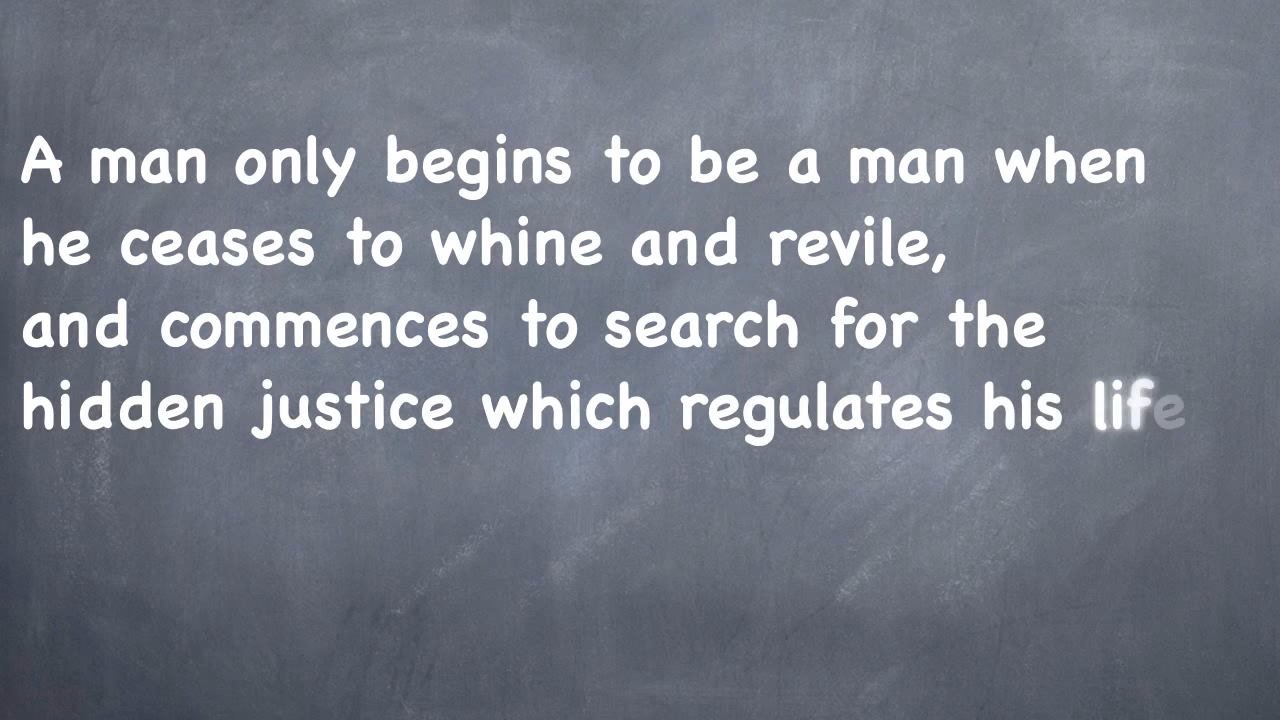 A man only begins to be a man when
he ceases to whine and revile,
and commences to search for the
hidden justice which regulates his life